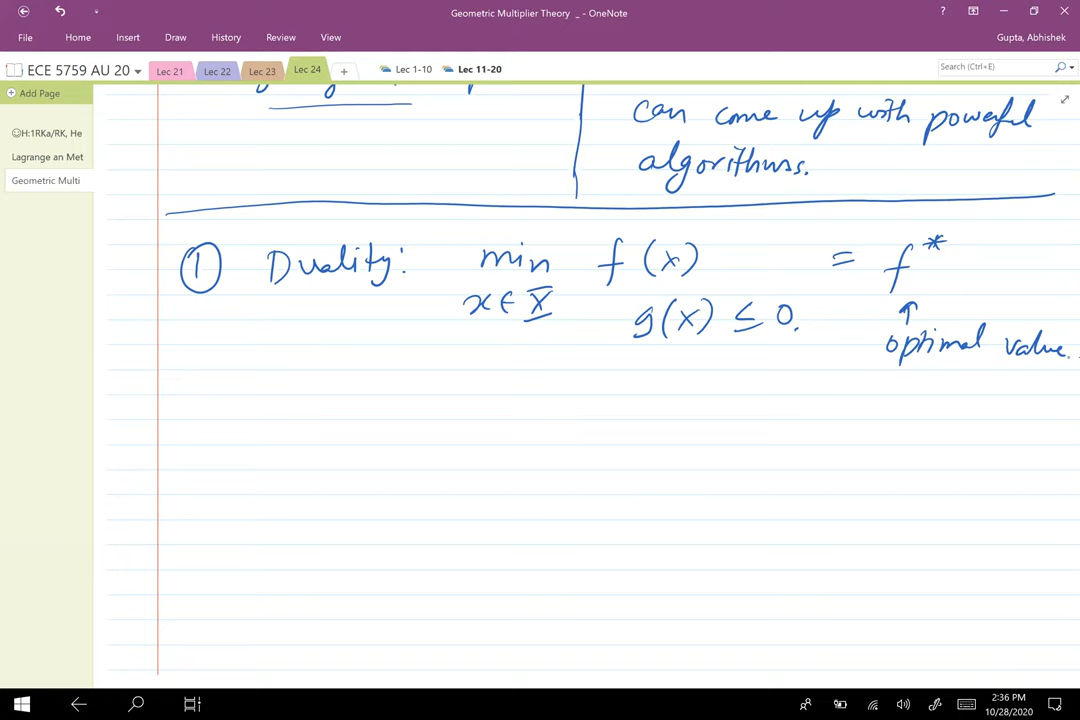 Geometric Multiplier Theory _ - OneNote
?
File Home Insert Draw History Review View
Gupta, Abhishek
ECE 5759 AU 20
Lec 21
Lec 22
Lec 23
Lec 24
+
Lec 1-10
Lec 11-20
Search (Ctrl+E)
Add Page
☺H:1RKa/RK, He
Lagrange an Met
Geometric Multi
can come up with powerful
algorithms.
① Duality: min f(x) = f*
x ∈ X g(x) ≤ 0.
↑
optimal value.
2:36 PM
10/28/2020